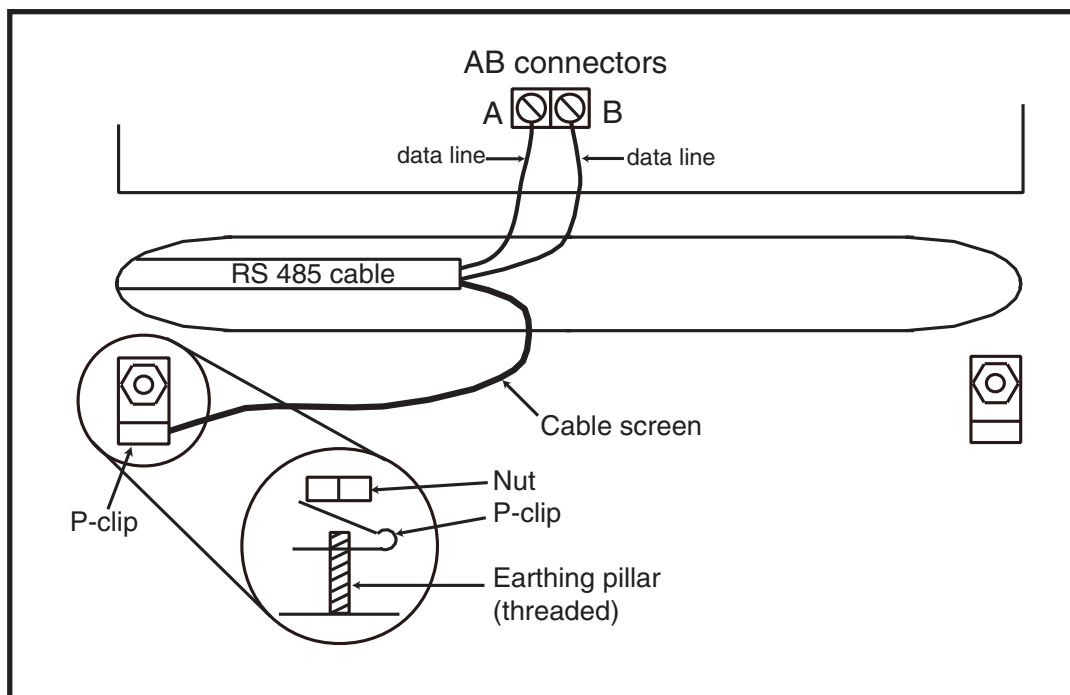 AB connectors
A
B
data line
data line
RS 485 cable
Cable screen
P-clip
Nut
P-clip
Earthing pillar
(threaded)